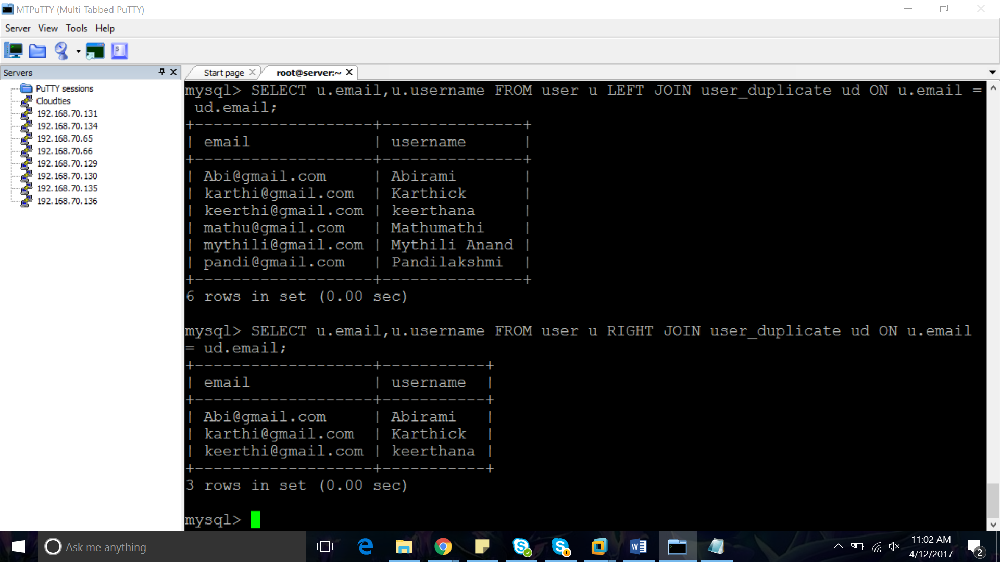 MTPuTTY (Multi-Tabbed PuTTY)
Server View Tools Help
Servers
PuTTY sessions
Cloudties
192.168.70.131
192.168.70.134
192.168.70.65
192.168.70.66
192.168.70.129
192.168.70.130
192.168.70.135
192.168.70.136
Start page root@server:~
mysql> SELECT u.email,u.username FROM user u LEFT JOIN user_duplicate ud ON u.email =
ud.email;
+-------------------+---------------+
| email             | username      |
+-------------------+---------------+
| Abi@gmail.com     | Abirami       |
| karthi@gmail.com  | Karthick      |
| keerthi@gmail.com | keerthana     |
| mathu@gmail.com   | Mathumathi    |
| mythili@gmail.com | Mythili Anand |
| pandi@gmail.com   | Pandilakshmi  |
+-------------------+---------------+
6 rows in set (0.00 sec)
mysql> SELECT u.email,u.username FROM user u RIGHT JOIN user_duplicate ud ON u.email
= ud.email;
+-------------------+-----------+
| email             | username  |
+-------------------+-----------+
| Abi@gmail.com     | Abirami   |
| karthi@gmail.com  | Karthick  |
| keerthi@gmail.com | keerthana |
+-------------------+-----------+
3 rows in set (0.00 sec)
mysql>
Ask me anything
11:02 AM
4/12/2017
2